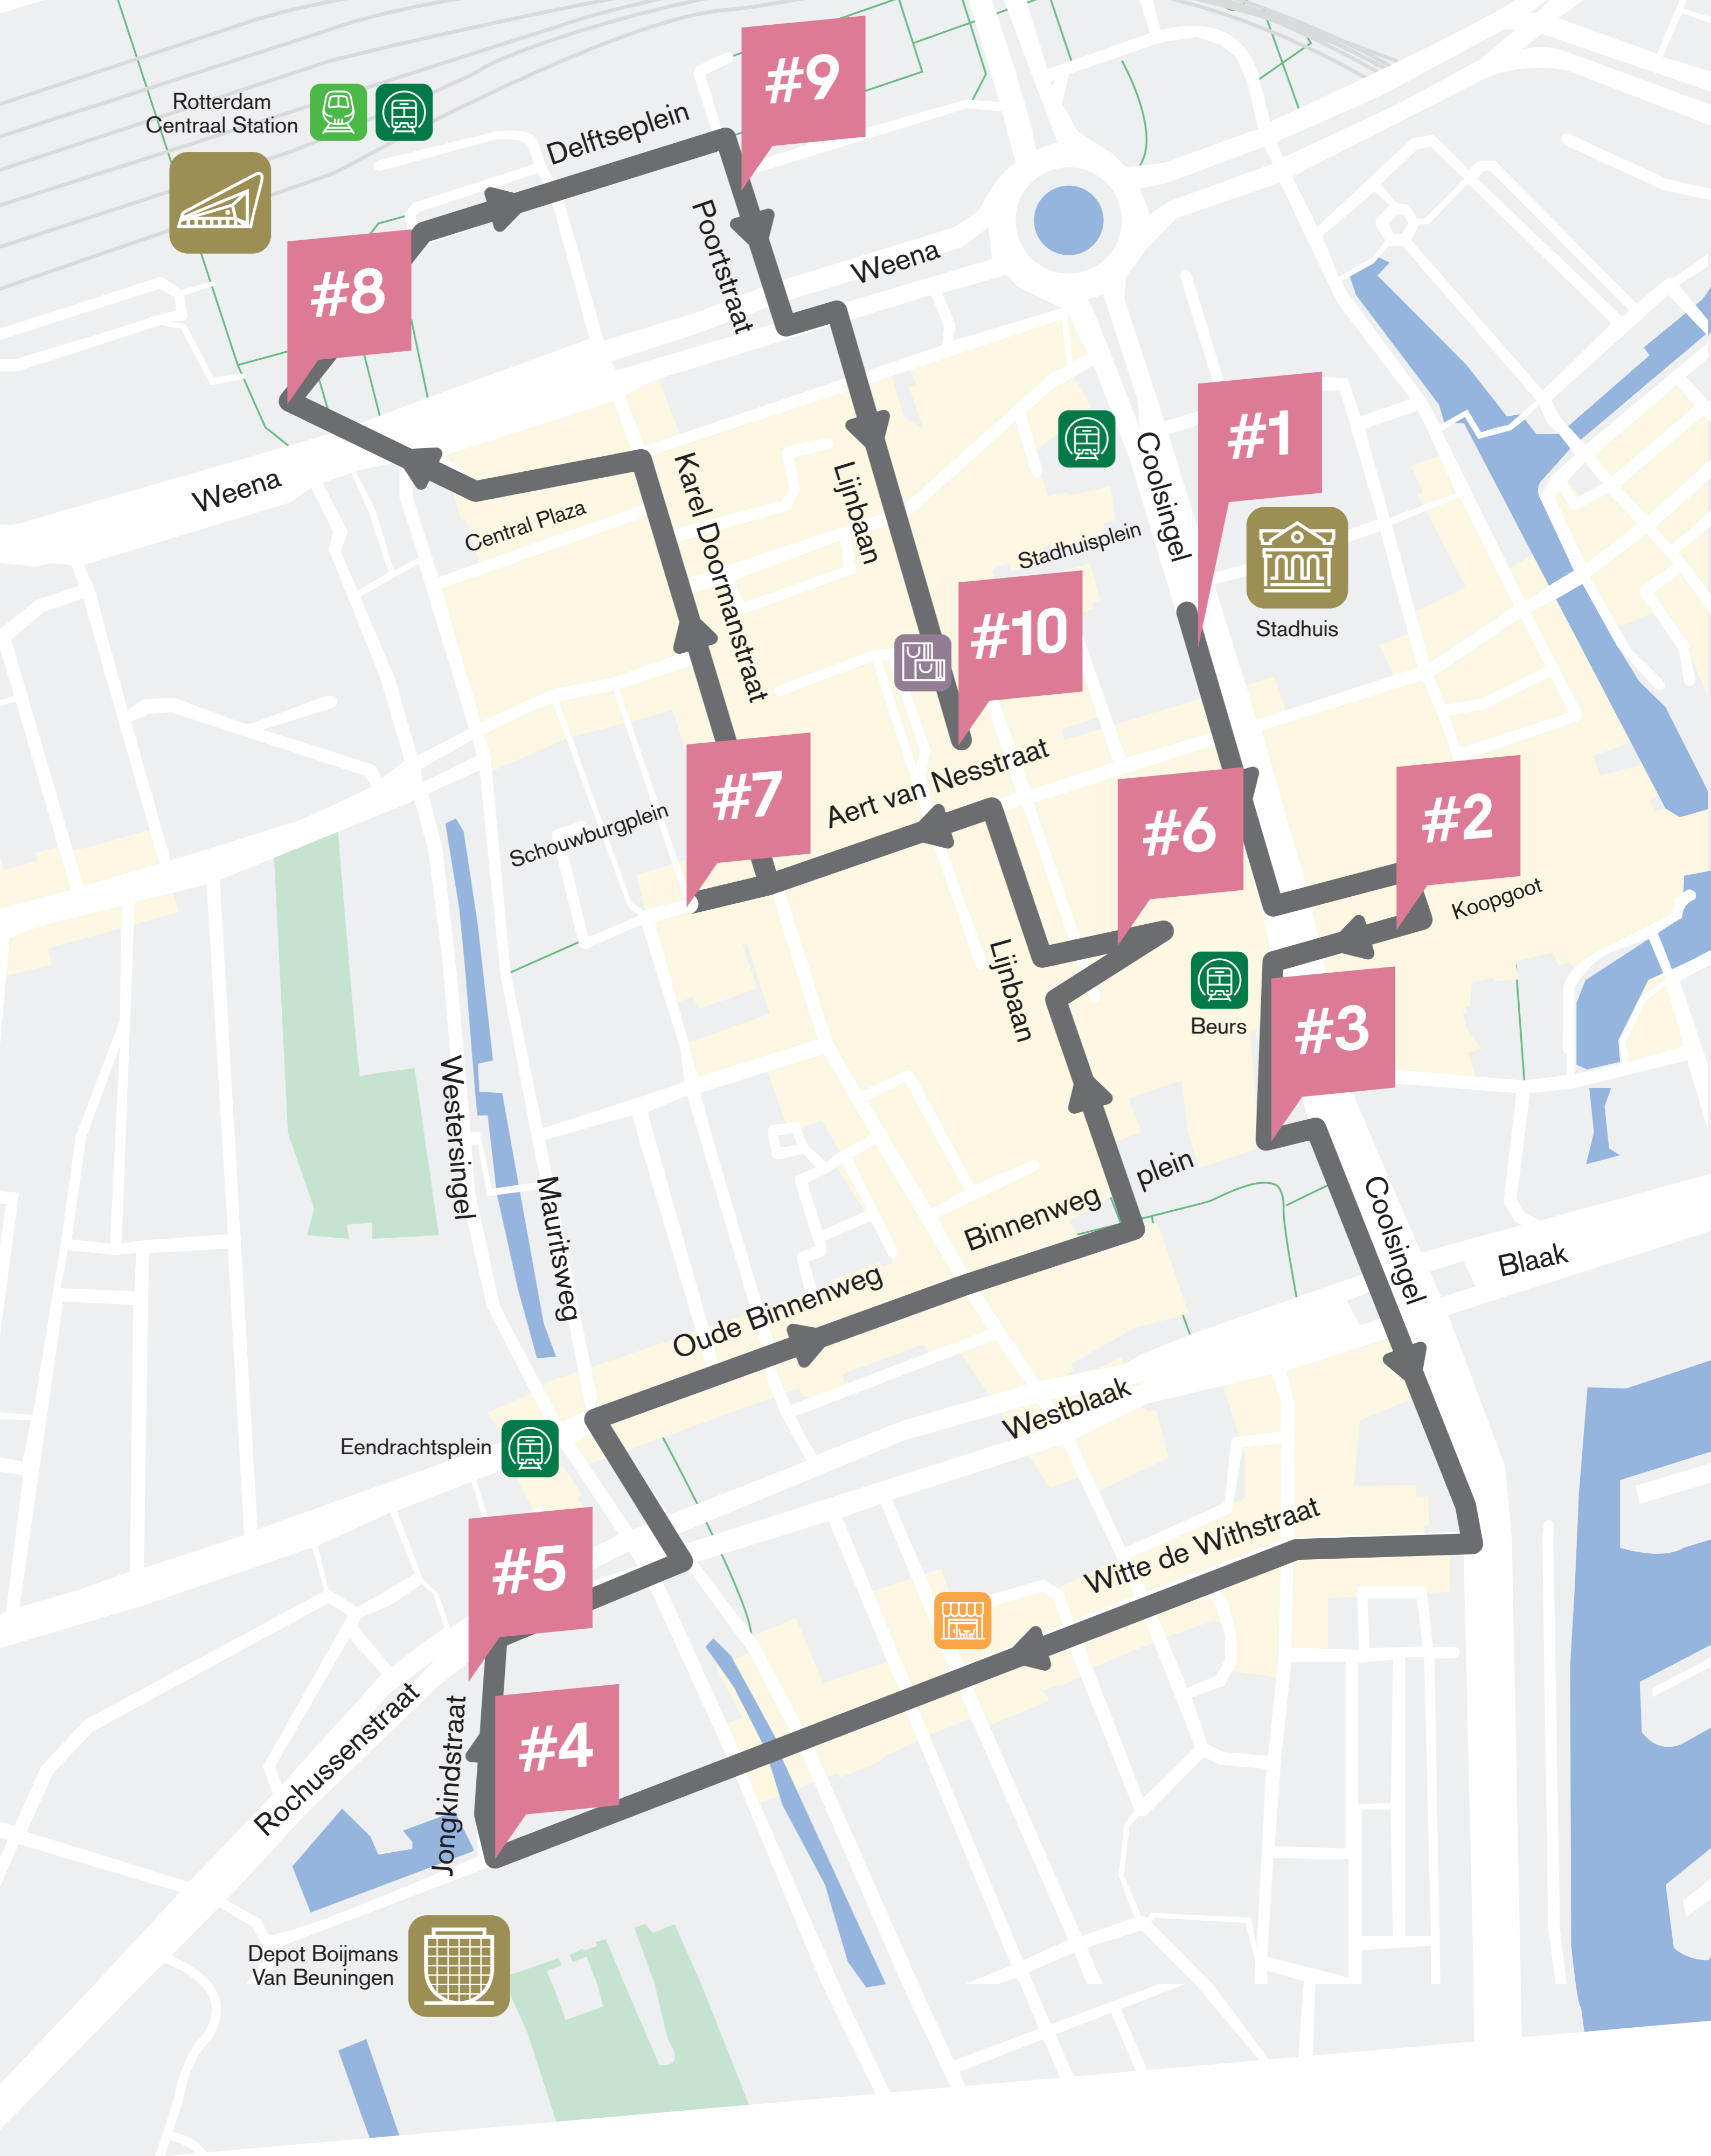 #9
Rotterdam
Centraal Station
Delftseplein
Poortstraat
Weena
#8
#1
Coolsingel
Weena
Karel Doormanstraat
Lijnbaan
Central Plaza
Stadhuisplein
Stadhuis
#10
#7
Aert van Nesstraat
#6
#2
Schouwburgplein
Koopgoot
Lijnbaan
Beurs
#3
Westersingel
Mauritsweg
Binnenweg
plein
Coolsingel
Blaak
Oude Binnenweg
Westblaak
Eendrachtsplein
#5
Witte de Withstraat
#4
Rochussenstraat
Jongkindstraat
Depot Boijmans
Van Beuningen